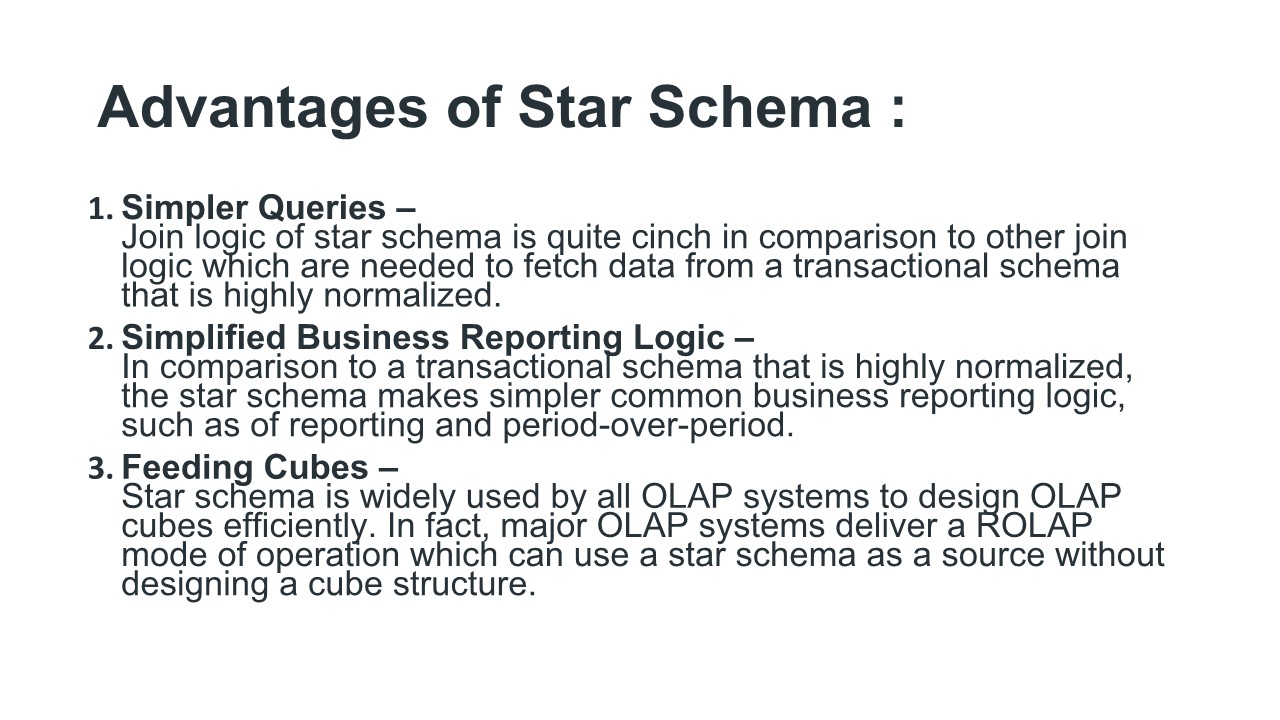 Advantages of Star Schema :
1. Simpler Queries –
Join logic of star schema is quite cinch in comparison to other join
logic which are needed to fetch data from a transactional schema
that is highly normalized.
2. Simplified Business Reporting Logic –
In comparison to a transactional schema that is highly normalized,
the star schema makes simpler common business reporting logic,
such as of reporting and period-over-period.
3. Feeding Cubes –
Star schema is widely used by all OLAP systems to design OLAP
cubes efficiently. In fact, major OLAP systems deliver a ROLAP
mode of operation which can use a star schema as a source without
designing a cube structure.